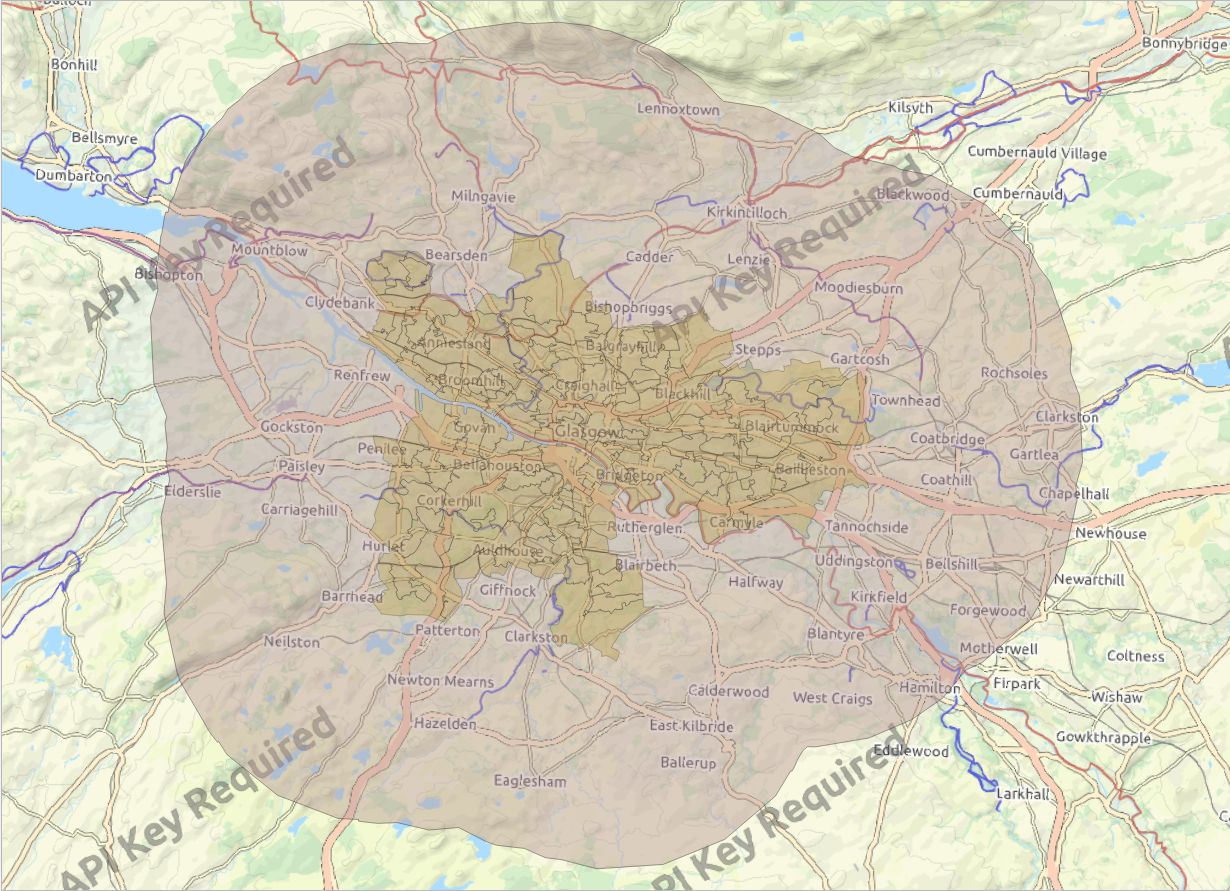 Balloch
Bonhill
Bonnybridge
Lennoxtown
Kilsyth
Bellsmyre
API Key Required
API Key Required
Cumbernauld Village
Dumbarton
Milngavie
Blackwood
Cumbernauld
Kirkintilloch
Mountblow
Bearsden
Cadder
Lenzie
Bishopton
Moodiesburn
Clydebank
Bishopbriggs
Anniesland
Balgrayhill
Stepps
Gartcosh
Renfrew
Broomhill
Craighall
Blackhill
Rochsoles
Townhead
Gockston
Govan
Glasgow
Blairtummock
Clarkston
Penilee
Coatbridge
Gartlea
Paisley
Bellahouston
Bridgeton
Baillieston
Elderslie
Corkerhill
Coathill
Chapelhall
Carriagehill
Rutherglen
Carmyle
Tannochside
Newhouse
Hurlet
Auldhouse
Blairbeth
Uddingston
Bellshill
Giffnock
Halfway
Newarthill
Barrhead
Kirkfield
Forgewood
Neilston
Patterton
Clarkston
Blantyre
Motherwell
Coltness
Newton Mearns
Calderwood
West Craigs
Hamilton
Firpark
Wishaw
Hazelden
East Kilbride
Gowkthrapple
API Key Required
API Key Required
Eddlewood
Ballerup
Eaglesham
Larkhall